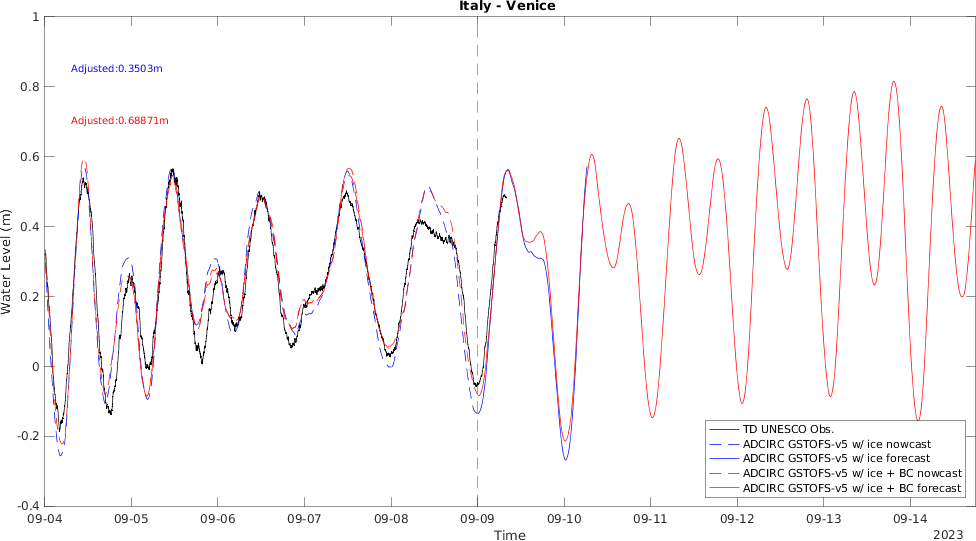 Italy - Venice
Adjusted:0.3503m
Adjusted:0.68871m
Water Level (m)
1
0.8
0.6
0.4
0.2
0
-0.2
-0.4
TD UNESCO Obs.
ADCIRC GSTOFS-v5 w/ ice nowcast
ADCIRC GSTOFS-v5 w/ ice forecast
ADCIRC GSTOFS-v5 w/ ice + BC nowcast
ADCIRC GSTOFS-v5 w/ ice + BC forecast
09-04 09-05 09-06 09-07 09-08 09-09 09-10 09-11 09-12 09-13 09-14
Time
2023